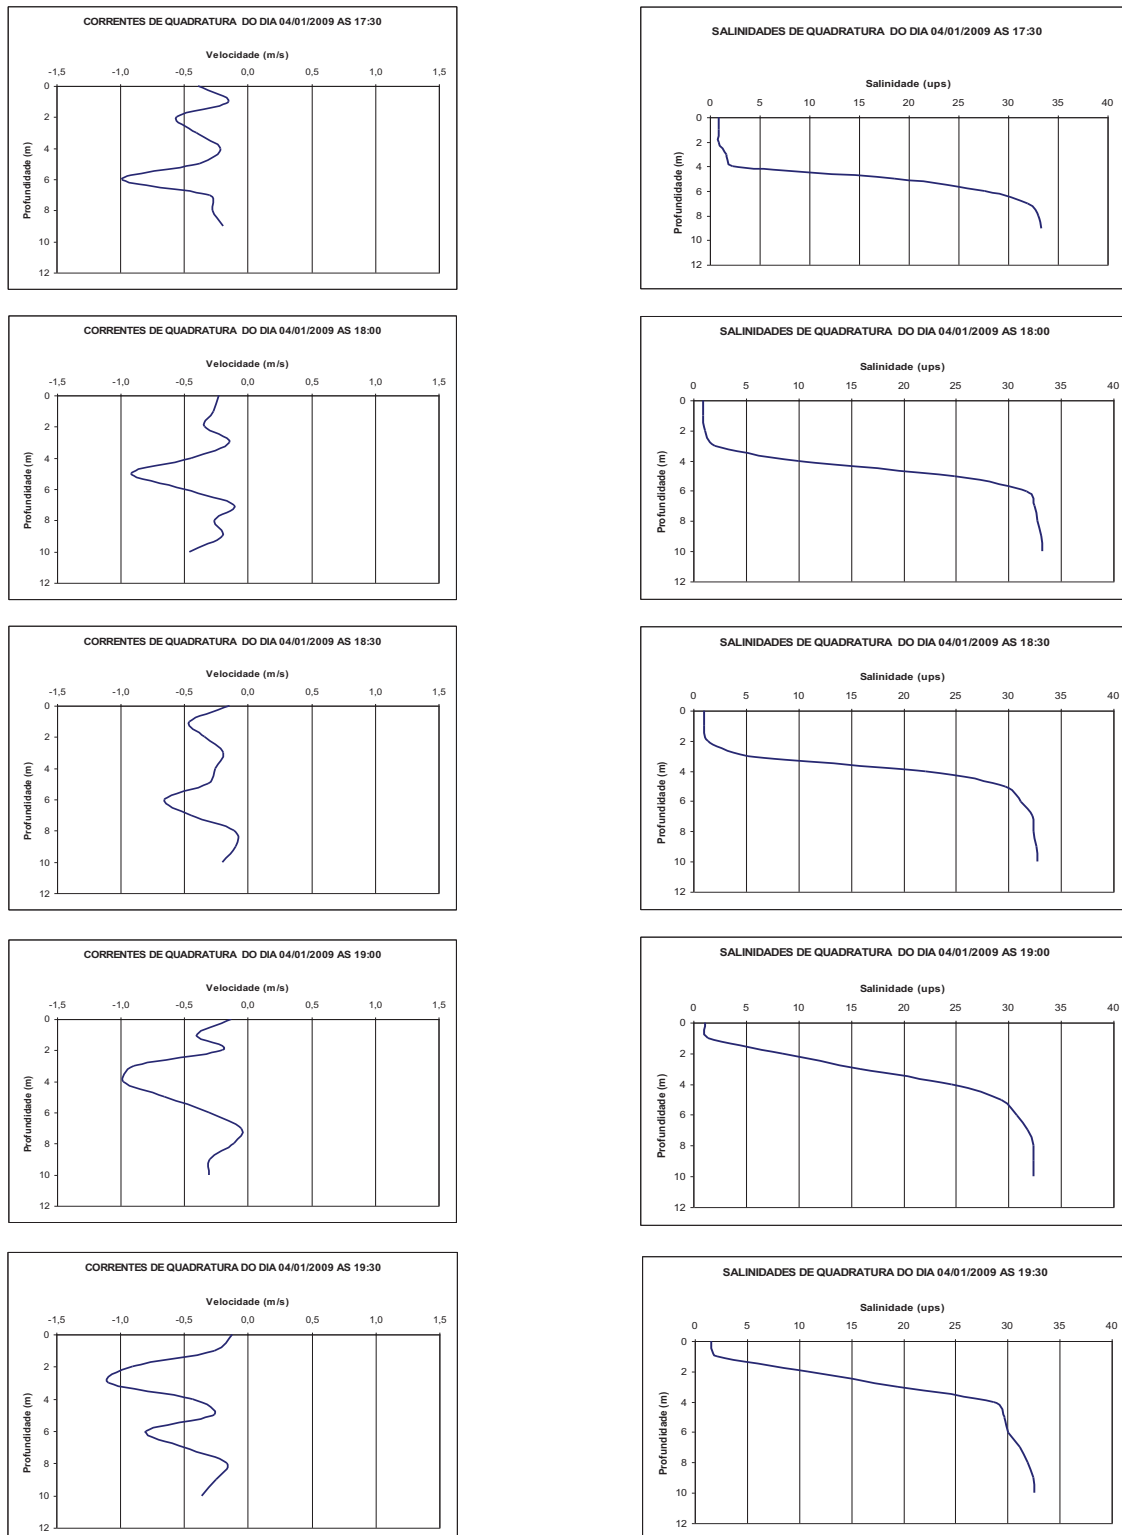 CORRENTES DE QUADRATURA DO DIA 04/01/2009 AS 17:30
Velocidade (m/s)
-1,5 -1,0 -0,5 0,0 0,5 1,0 1,5
0
2
4
6
8
10
12
Profundidade (m)
SALINIDADES DE QUADRATURA DO DIA 04/01/2009 AS 17:30
Salinidade (ups)
0 5 10 15 20 25 30 35 40
0
2
4
6
8
10
12
Profundidade (m)
CORRENTES DE QUADRATURA DO DIA 04/01/2009 AS 18:00
Velocidade (m/s)
-1,5 -1,0 -0,5 0,0 0,5 1,0 1,5
0
2
4
6
8
10
12
Profundidade (m)
SALINIDADES DE QUADRATURA DO DIA 04/01/2009 AS 18:00
Salinidade (ups)
0 5 10 15 20 25 30 35 40
0
2
4
6
8
10
12
Profundidade (m)
CORRENTES DE QUADRATURA DO DIA 04/01/2009 AS 18:30
Velocidade (m/s)
-1,5 -1,0 -0,5 0,0 0,5 1,0 1,5
0
2
4
6
8
10
12
Profundidade (m)
SALINIDADES DE QUADRATURA DO DIA 04/01/2009 AS 18:30
Salinidade (ups)
0 5 10 15 20 25 30 35 40
0
2
4
6
8
10
12
Profundidade (m)
CORRENTES DE QUADRATURA DO DIA 04/01/2009 AS 19:00
Velocidade (m/s)
-1,5 -1,0 -0,5 0,0 0,5 1,0 1,5
0
2
4
6
8
10
12
Profundidade (m)
SALINIDADES DE QUADRATURA DO DIA 04/01/2009 AS 19:00
Salinidade (ups)
0 5 10 15 20 25 30 35 40
0
2
4
6
8
10
12
Profundidade (m)
CORRENTES DE QUADRATURA DO DIA 04/01/2009 AS 19:30
Velocidade (m/s)
-1,5 -1,0 -0,5 0,0 0,5 1,0 1,5
0
2
4
6
8
10
12
Profundidade (m)
SALINIDADES DE QUADRATURA DO DIA 04/01/2009 AS 19:30
Salinidade (ups)
0 5 10 15 20 25 30 35 40
0
2
4
6
8
10
12
Profundidade (m)